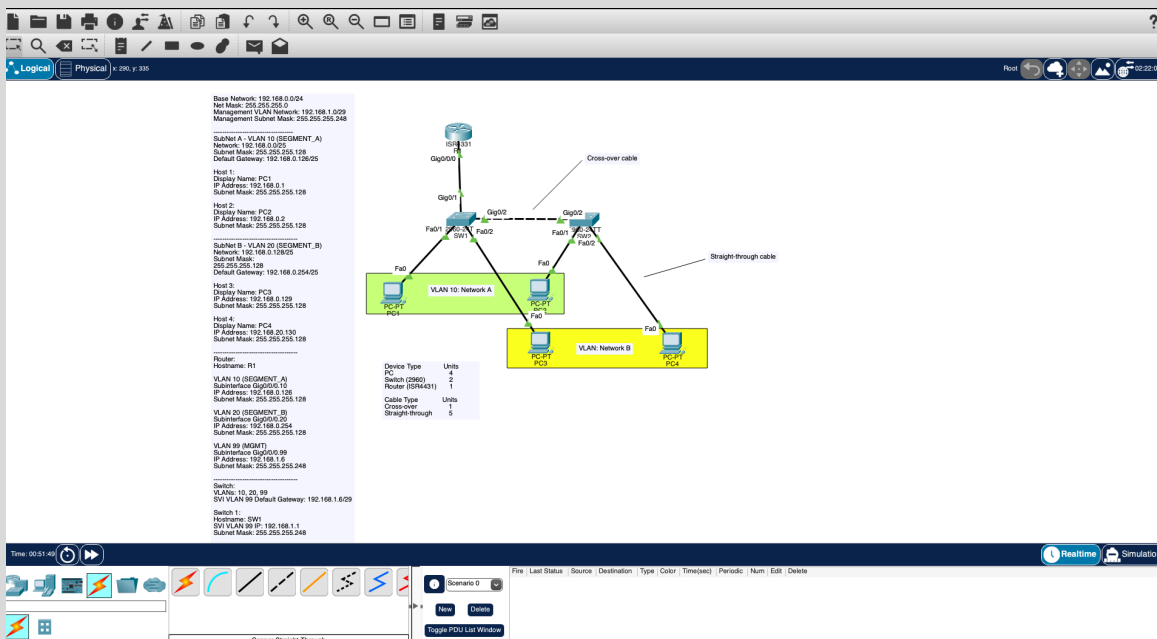 Logical
Physical
x: 290, y: 335
Root
02:22:0
Base Network: 192.168.0.0/24
Net Mask: 255.255.255.0
Management VLAN Network: 192.168.1.0/29
Management Subnet Mask: 255.255.255.248
------------------------------
SubNet A - VLAN 10 (SEGMENT_A)
Network: 192.168.0.0/25
Subnet Mask: 255.255.255.128
Default Gateway: 192.168.0.126/25
Host 1:
Display Name: PC1
IP Address: 192.168.0.1
Subnet Mask: 255.255.255.128
Host 2:
Display Name: PC2
IP Address: 192.168.0.2
Subnet Mask: 255.255.255.128
------------------------------
SubNet B - VLAN 20 (SEGMENT_B)
Network: 192.168.0.128/25
Subnet Mask:
255.255.255.128
Default Gateway: 192.168.0.254/25
Host 3:
Display Name: PC3
IP Address: 192.168.0.129
Subnet Mask: 255.255.255.128
Host 4:
Display Name: PC4
IP Address: 192.168.20.130
Subnet Mask: 255.255.255.128
------------------------------
Router:
Hostname: R1
VLAN 10 (SEGMENT_A)
Subinterface Gig0/0/0.10
IP Address: 192.168.0.126
Subnet Mask: 255.255.255.128
VLAN 20 (SEGMENT_B)
Subinterface Gig0/0/0.20
IP Address: 192.168.0.254
Subnet Mask: 255.255.255.128
VLAN 99 (MGMT)
Subinterface Gig0/0/0.99
IP Address: 192.168.1.6
Subnet Mask: 255.255.255.248
------------------------------
Switch:
VLANs: 10, 20, 99
SVI VLAN 99 Default Gateway: 192.168.1.6/29
Switch 1:
Hostname: SW1
SVI VLAN 99 IP: 192.168.1.1
Subnet Mask: 255.255.255.248
Gig0/0/0
Cross-over cable
Gig0/1
Gig0/2
Gig0/2
Fa0/1
Fa0/2
SW1
Fa0/1
SW2
Fa0/2
Straight-through cable
Fa0
Fa0
VLAN 10: Network A
PC-PT
PC1
PC-PT
Fa0
Fa0
VLAN: Network B
PC-PT
PC3
PC-PT
PC4
Device Type Units
PC 4
Switch (2960) 2
Router (ISR4431) 1
Cable Type Units
Cross-over 1
Straight-through 5
Time: 00:51:49
Realtime
Simulatio
Scenario 0
New
Delete
Toggle PDU List Window
Fire Last Status Source Destination Type Color Time(sec) Periodic Num Edit Delete